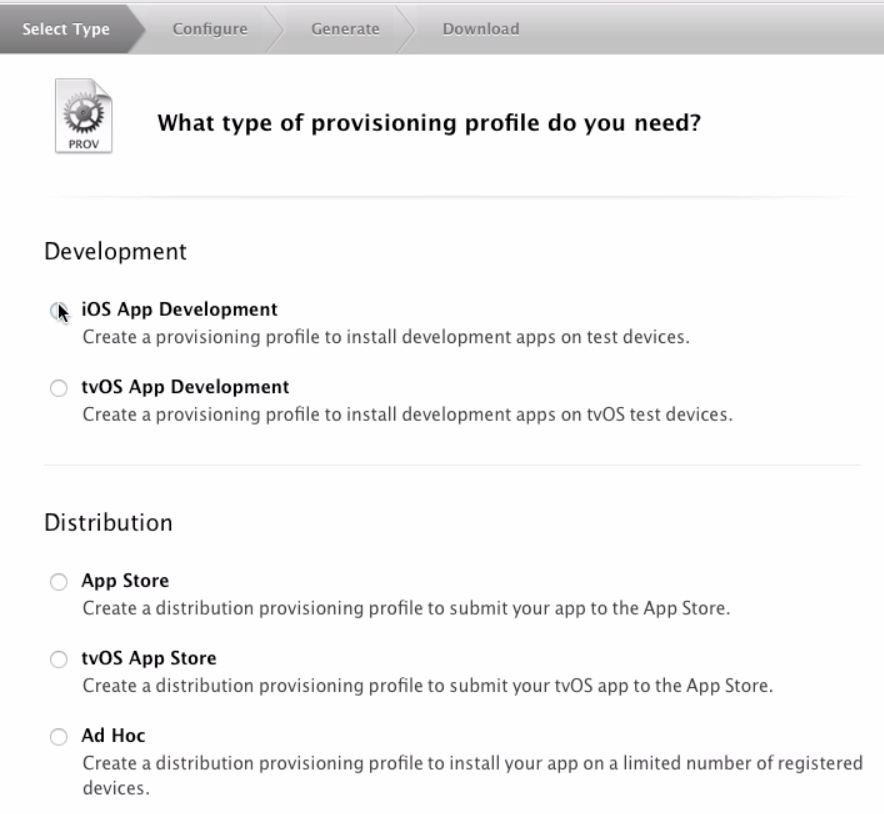 Select Type Configure Generate Download
PROV
What type of provisioning profile do you need?
Development
iOS App Development
Create a provisioning profile to install development apps on test devices.
tvOS App Development
Create a provisioning profile to install development apps on tvOS test devices.
Distribution
App Store
Create a distribution provisioning profile to submit your app to the App Store.
tvOS App Store
Create a distribution provisioning profile to submit your tvOS app to the App Store.
Ad Hoc
Create a distribution provisioning profile to install your app on a limited number of registered
devices.